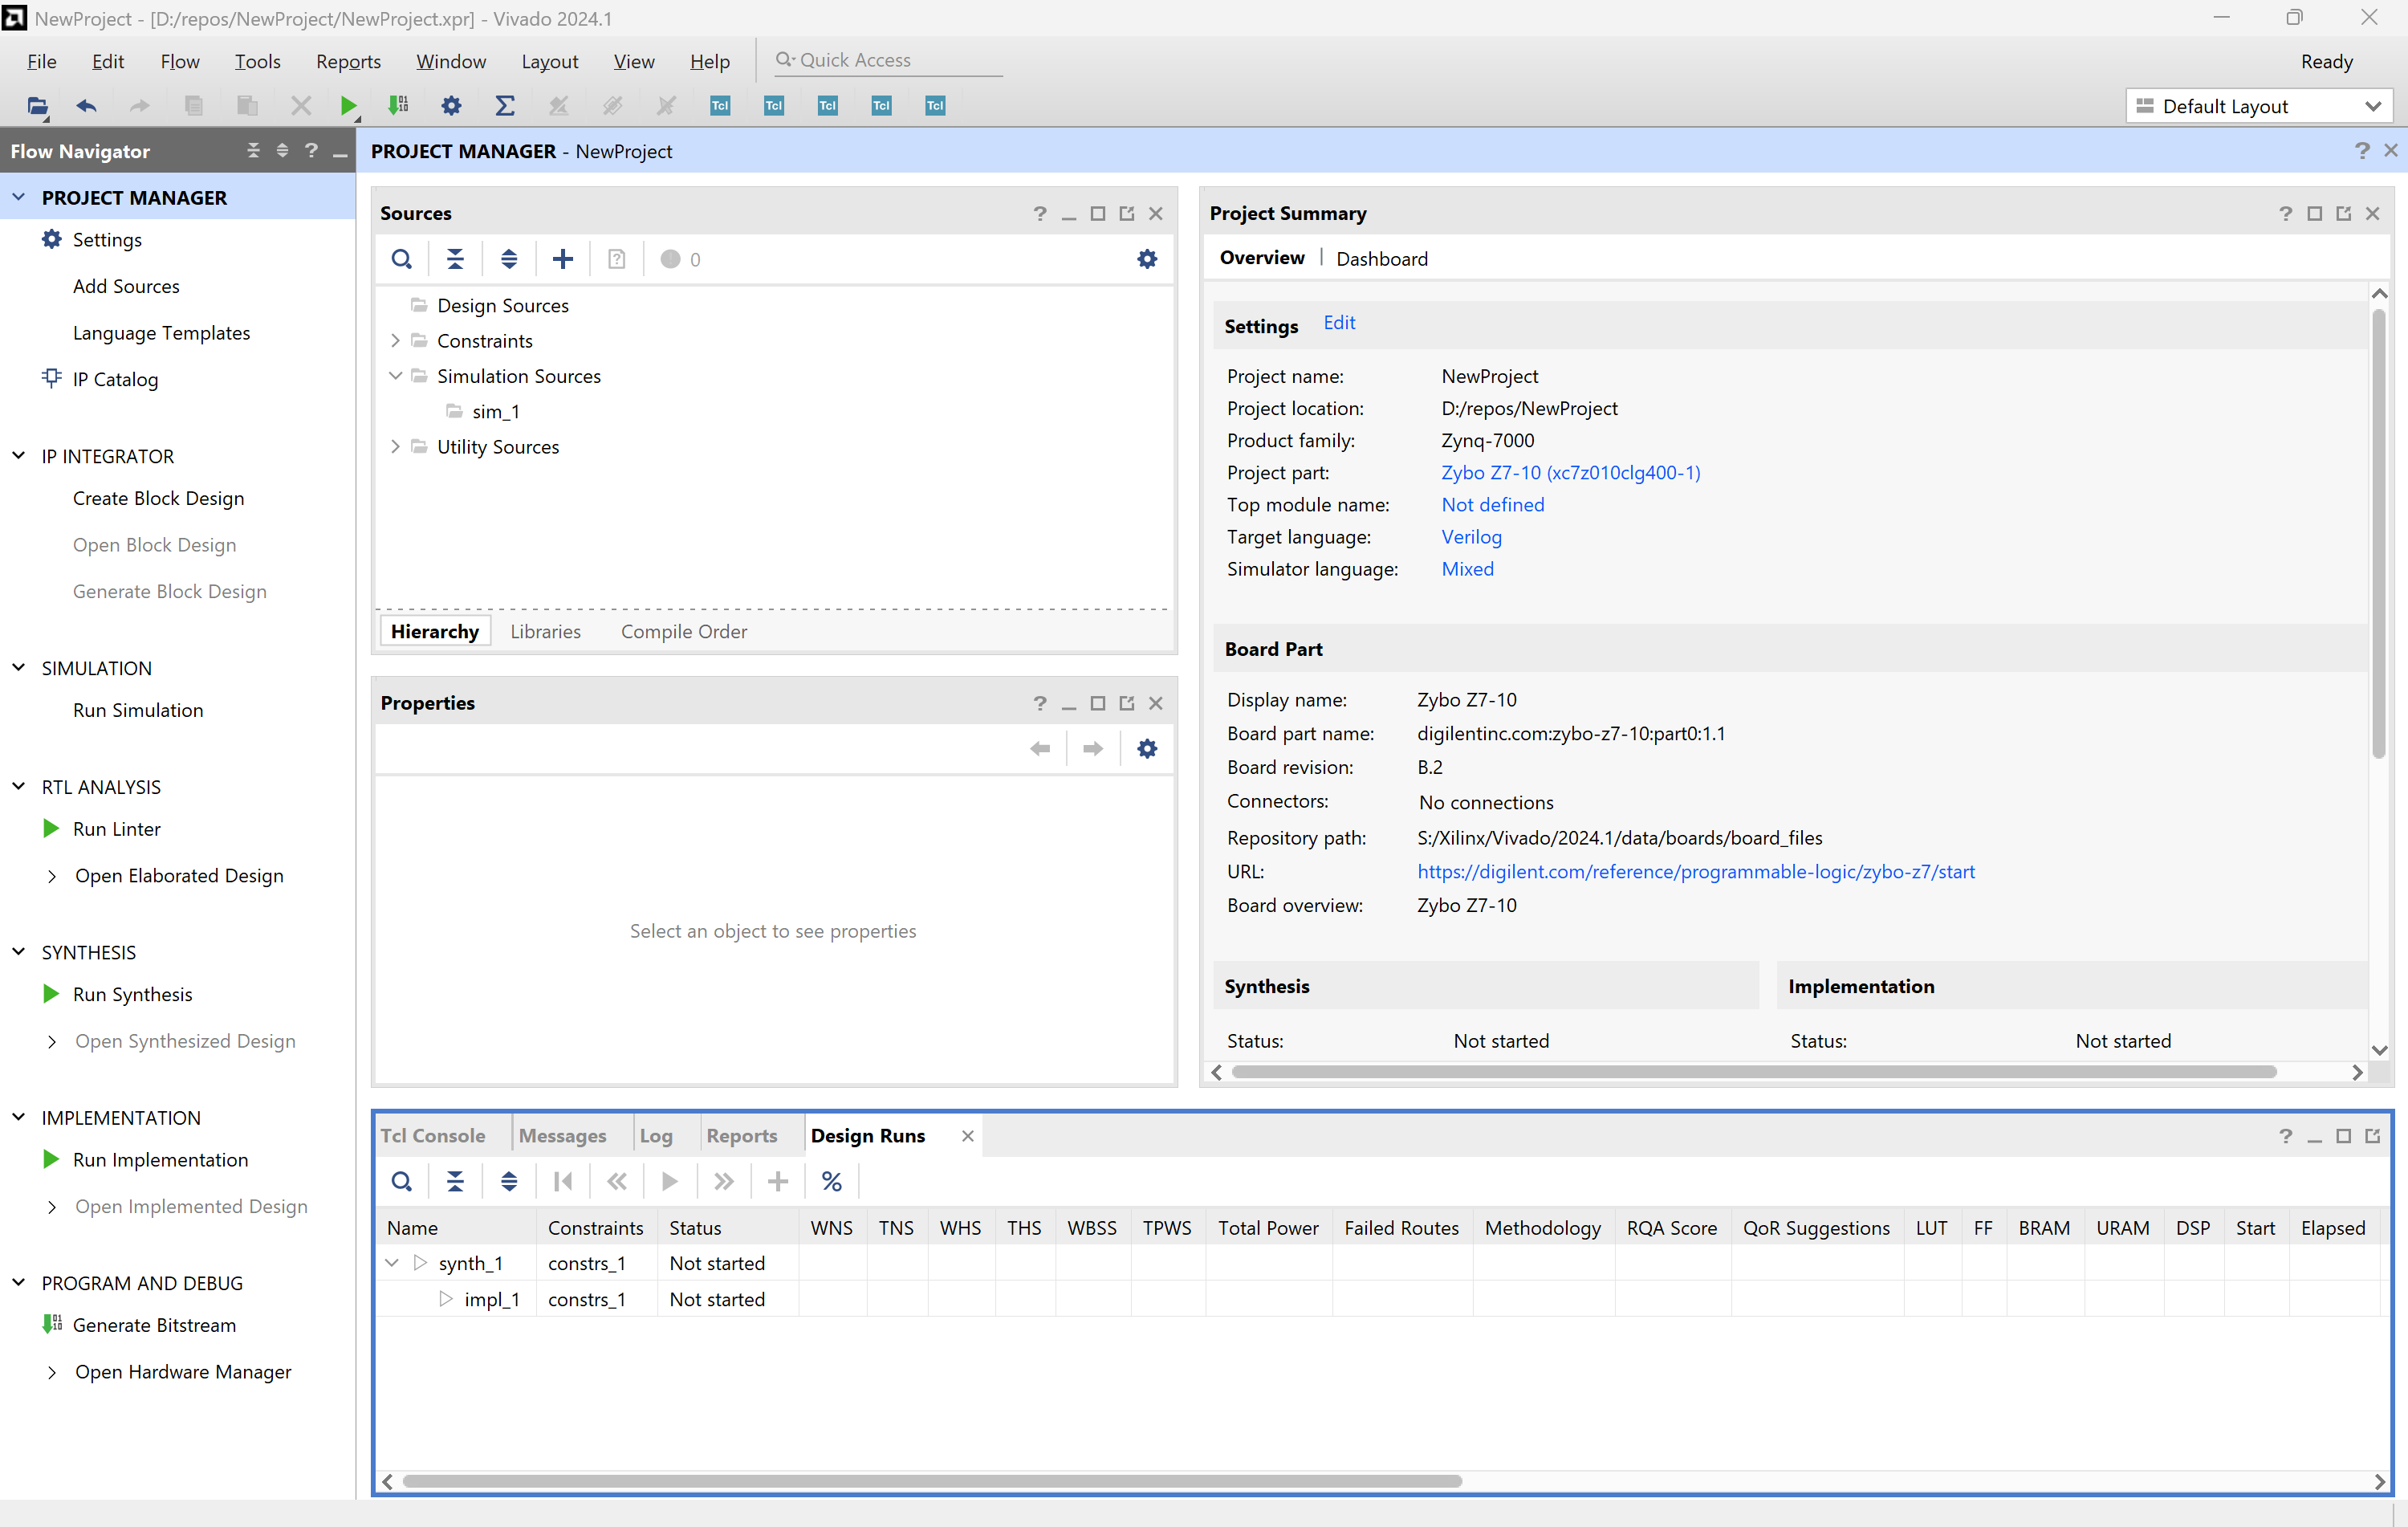 NewProject - [D:/repos/NewProject/NewProject.xpr] - Vivado 2024.1
File Edit Flow Tools Reports Window Layout View Help Quick Access Ready
Tcl Tcl Tcl Tcl Tcl Default Layout
Flow Navigator
PROJECT MANAGER
Settings
Add Sources
Language Templates
IP Catalog
IP INTEGRATOR
Create Block Design
Open Block Design
Generate Block Design
SIMULATION
Run Simulation
RTL ANALYSIS
Run Linter
Open Elaborated Design
SYNTHESIS
Run Synthesis
Open Synthesized Design
IMPLEMENTATION
Run Implementation
Open Implemented Design
PROGRAM AND DEBUG
Generate Bitstream
Open Hardware Manager
PROJECT MANAGER - NewProject
Sources
0
Design Sources
Constraints
Simulation Sources
sim_1
Utility Sources
Hierarchy Libraries Compile Order
Properties
Select an object to see properties
Project Summary
Overview | Dashboard
Settings Edit
Project name: NewProject
Project location: D:/repos/NewProject
Product family: Zynq-7000
Project part: Zybo Z7-10 (xc7z010clg400-1)
Top module name: Not defined
Target language: Verilog
Simulator language: Mixed
Board Part
Display name: Zybo Z7-10
Board part name: digilentinc.com:zybo-z7-10:part0:1.1
Board revision: B.2
Connectors: No connections
Repository path: S:/Xilinx/Vivado/2024.1/data/boards/board_files
URL: https://digilent.com/reference/programmable-logic/zybo-z7/start
Board overview: Zybo Z7-10
Synthesis Implementation
Status: Not started Status: Not started
Tcl Console Messages Log Reports Design Runs
Name Constraints Status WNS TNS WHS THS WBSS TPWS Total Power Failed Routes Methodology RQA Score QoR Suggestions LUT FF BRAM URAM DSP Start Elapsed
synth_1 constrs_1 Not started
impl_1 constrs_1 Not started